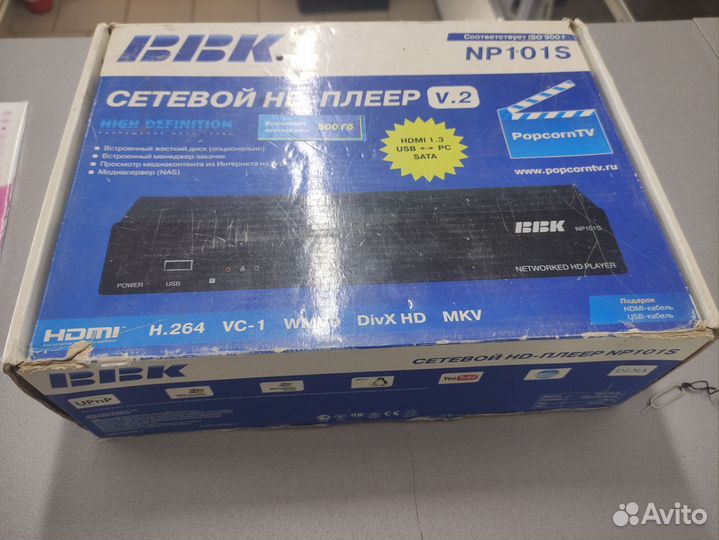 BBK
Соответствует ISO 9001
NP101S
СЕТЕВОЙ HD-ПЛЕЕР V.2
HIGH DEFINITION
500 Гб
HDMI 1.3
USB ↔ PC
SATA
PopcornTV
www.popcorntv.ru
Встроенный жесткий диск (опционально)
Встроенный менеджер закачек
Просмотр медиаконтента из Интернета на
Медиасервер (NAS)
BBK
NP101S
NETWORKED HD PLAYER
POWER
USB
Подарок
HDMI-кабель
USB-кабель
HDMI
H.264 VC-1 DivX HD MKV
BBK
СЕТЕВОЙ HD-ПЛЕЕР NP101S
UPnP
YouTube
DLNA
Avito